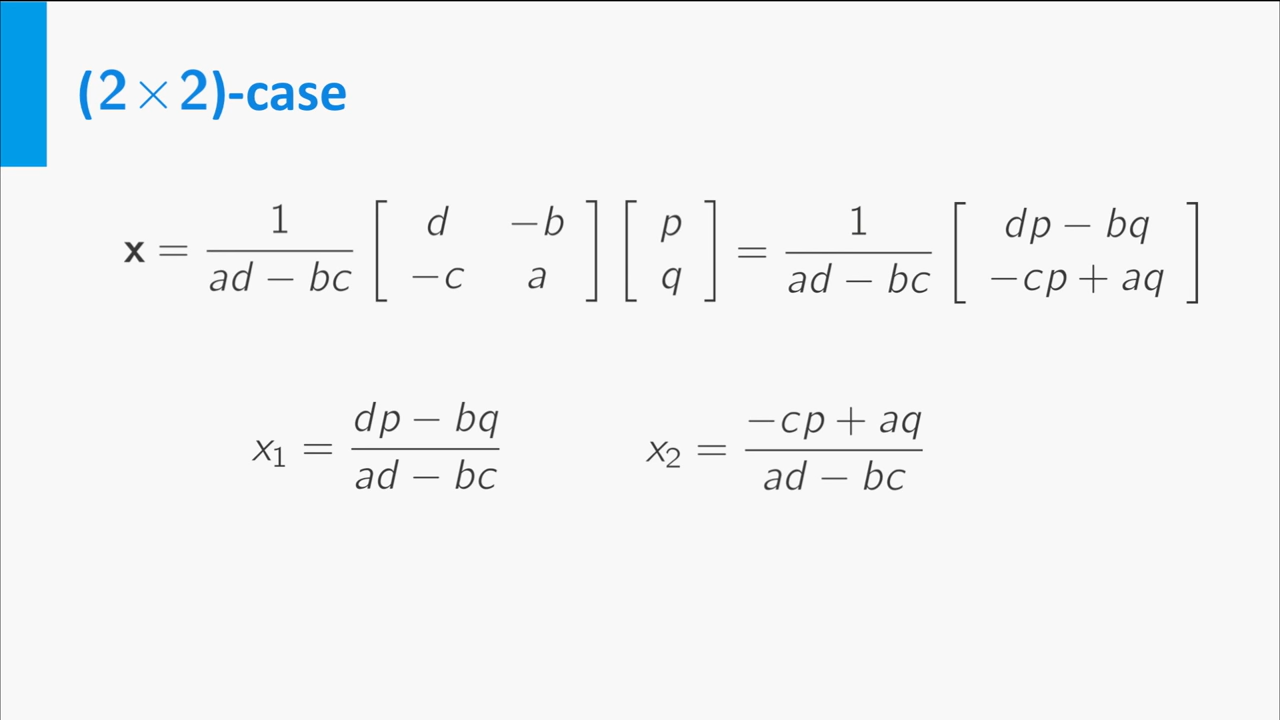 (2×2)-case
x = 1/(ad − bc) [ d −b ; −c a ] [ p ; q ] = 1/(ad − bc) [ dp − bq ; −cp + aq ]
x₁ = (dp − bq)/(ad − bc) x₂ = (−cp + aq)/(ad − bc)